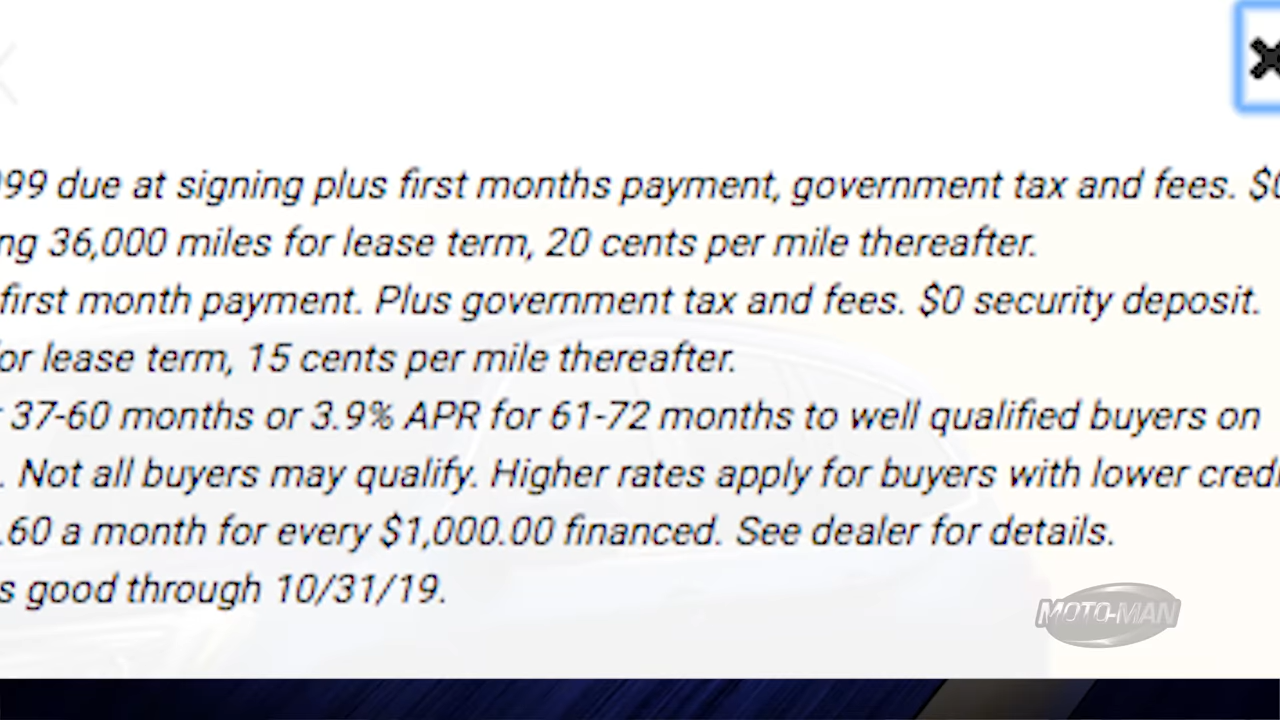 99 due at signing plus first months payment, government tax and fees. $0
ng 36,000 miles for lease term, 20 cents per mile thereafter.
first month payment. Plus government tax and fees. $0 security deposit.
or lease term, 15 cents per mile thereafter.
37-60 months or 3.9% APR for 61-72 months to well qualified buyers on
. Not all buyers may qualify. Higher rates apply for buyers with lower credi
.60 a month for every $1,000.00 financed. See dealer for details.
s good through 10/31/19.
MOTO-MAN